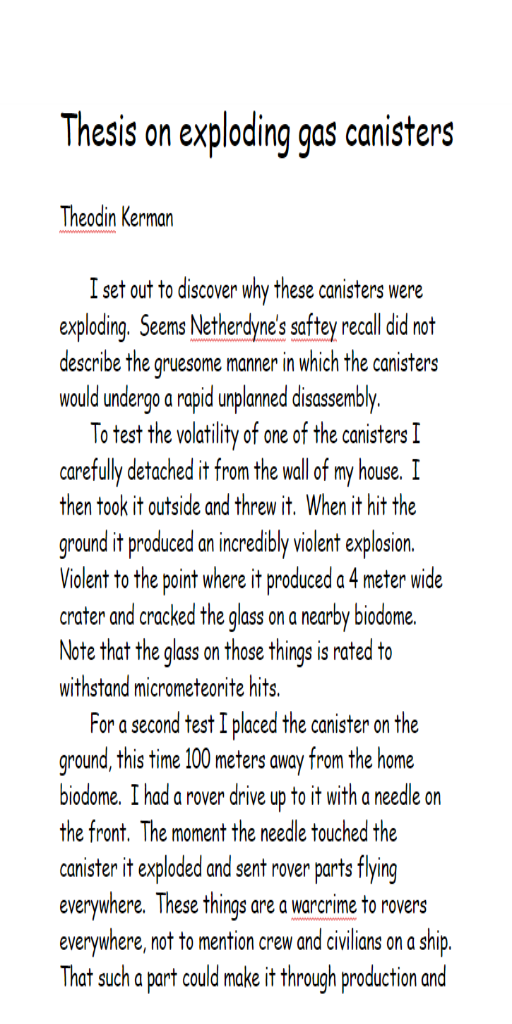 Thesis on exploding gas canisters
Theodin Kerman
I set out to discover why these canisters were
exploding.  Seems Netherdyne's saftey recall did not
describe the gruesome manner in which the canisters
would undergo a rapid unplanned disassembly.
To test the volatility of one of the canisters I
carefully detached it from the wall of my house.  I
then took it outside and threw it.  When it hit the
ground it produced an incredibly violent explosion.
Violent to the point where it produced a 4 meter wide
crater and cracked the glass on a nearby biodome.
Note that the glass on those things is rated to
withstand micrometeorite hits.
For a second test I placed the canister on the
ground, this time 100 meters away from the home
biodome.  I had a rover drive up to it with a needle on
the front.  The moment the needle touched the
canister it exploded and sent rover parts flying
everywhere.  These things are a warcrime to rovers
everywhere, not to mention crew and civilians on a ship.
That such a part could make it through production and